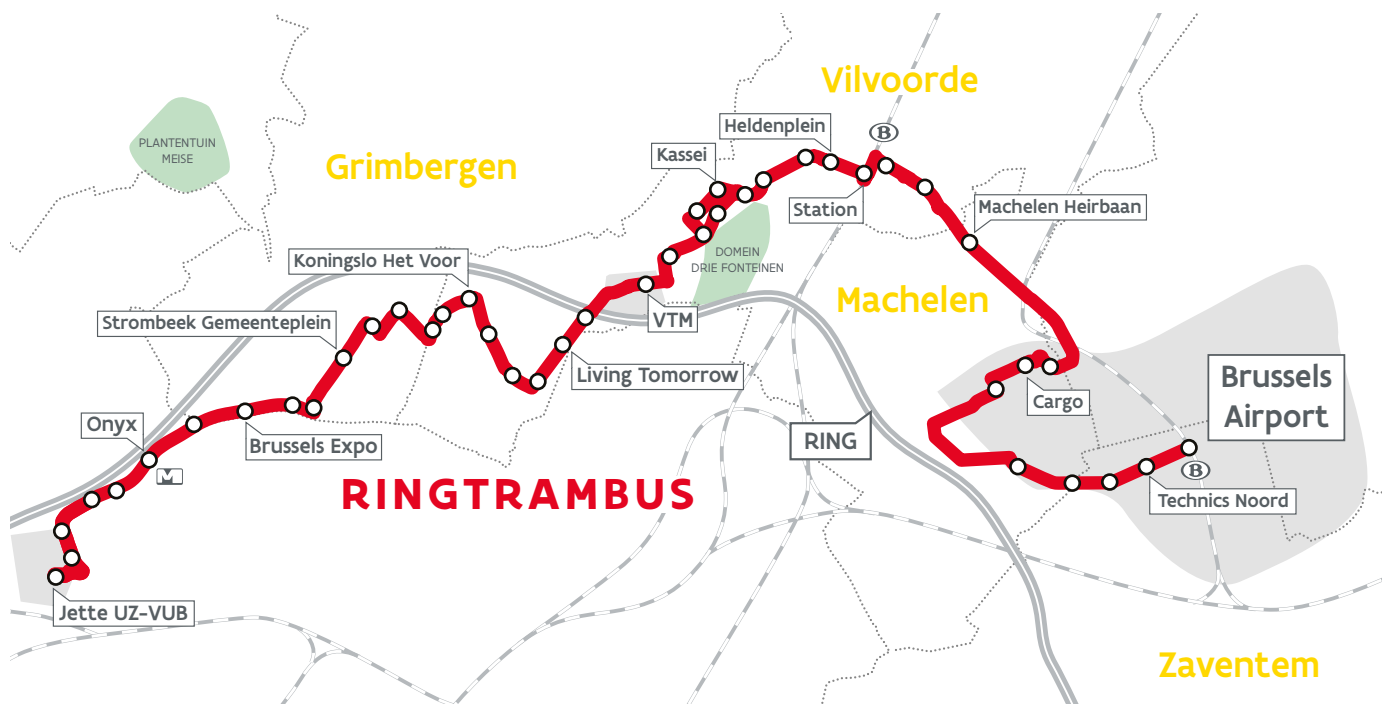 Vilvoorde
PLANTENTUIN
MEISE
Grimbergen
Heldenplein
B
Kassei
Station
Machelen Heirbaan
Koningslo Het Voor
DOMEIN
DRIE FONTEINEN
Machelen
Strombeek Gemeenteplein
VTM
Living Tomorrow
Brussels
Airport
Cargo
Onyx
Brussels Expo
RING
M
B
RINGTRAMBUS
Technics Noord
Jette UZ-VUB
Zaventem